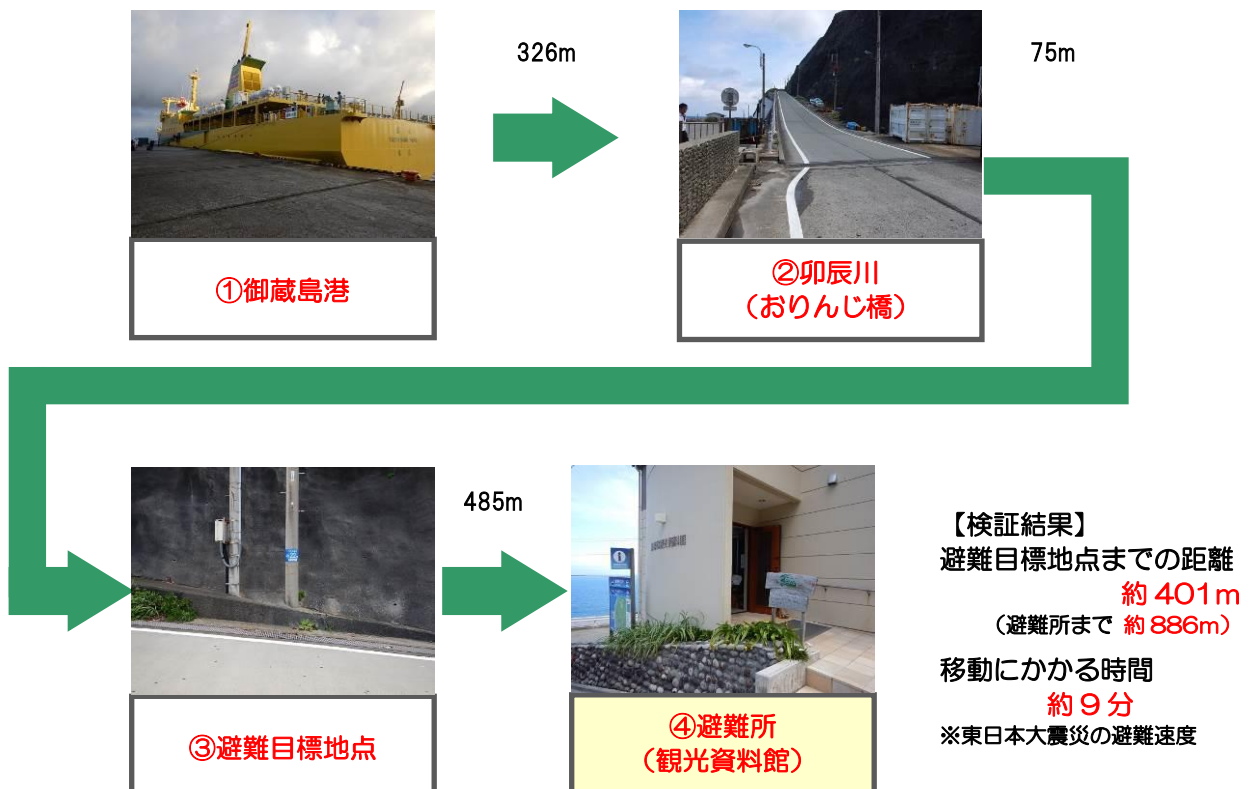 326m
75m
①御蔵島港
②卯辰川
（おりんじ橋）
485m
③避難目標地点
④避難所
（観光資料館）
【検証結果】
避難目標地点までの距離
約401m
（避難所まで 約886m）
移動にかかる時間
約9分
※東日本大震災の避難速度